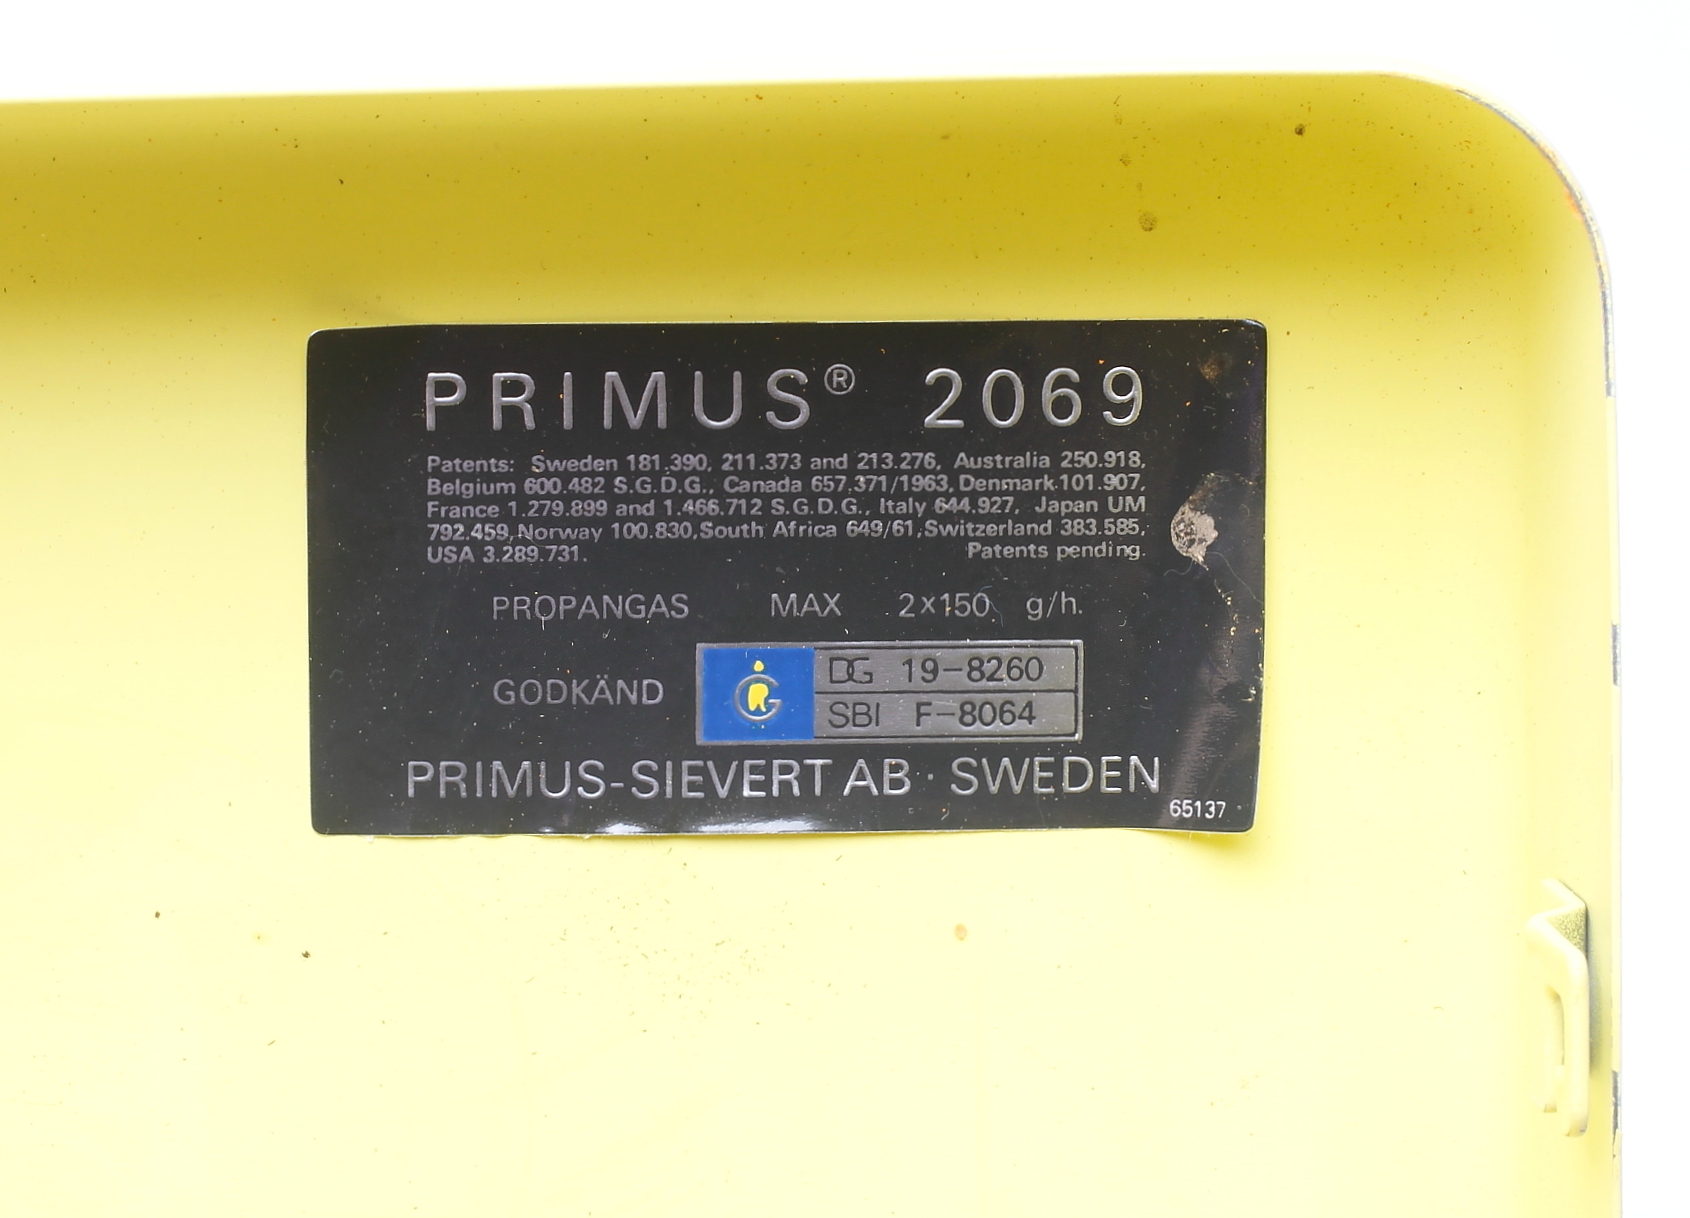 PRIMUS® 2069
Patents: Sweden 181.390, 211.373 and 213.276, Australia 250.918,
Belgium 600.482 S.G.D.G., Canada 657.371/1963, Denmark 101.907,
France 1.279.899 and 1.466.712 S.G.D.G., Italy 644.927, Japan UM
792.459, Norway 100.830, South Africa 649/61, Switzerland 383.585,
USA 3.289.731. Patents pending.
PROPANGAS MAX 2x150 g/h.
GODKÄND
DG 19-8260
SBI F-8064
PRIMUS-SIEVERT AB · SWEDEN
65137